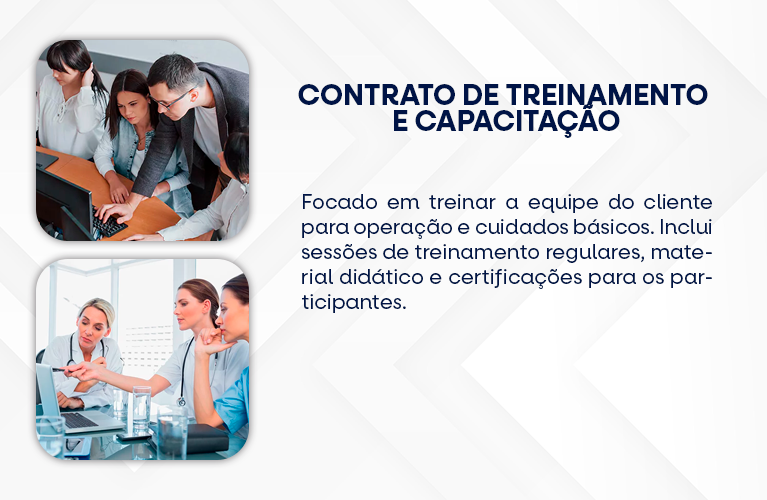 CONTRATO DE TREINAMENTO
E CAPACITAÇÃO
Focado em treinar a equipe do cliente
para operação e cuidados básicos. Inclui
sessões de treinamento regulares, mate-
rial didático e certificações para os par-
ticipantes.